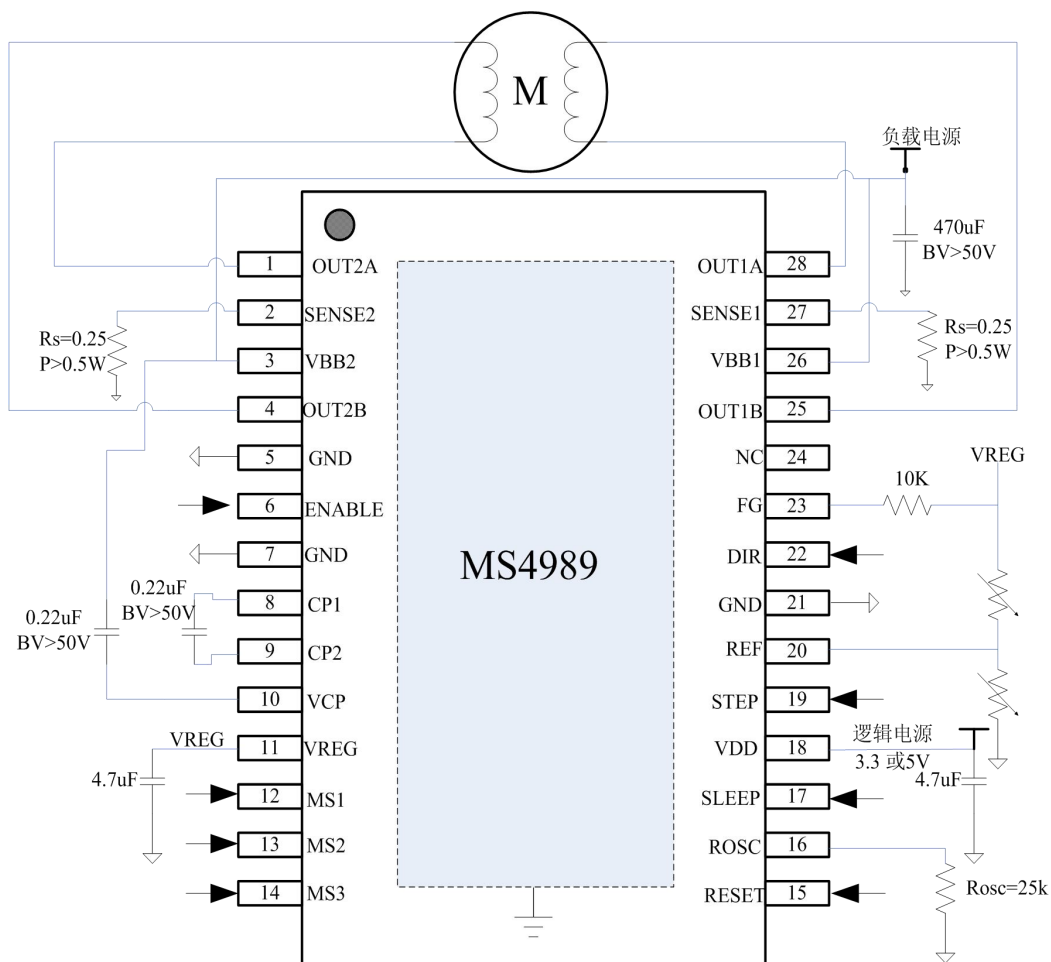 M
负载电源
470uF
BV>50V
1
OUT2A
OUT1A
28
2
SENSE2
SENSE1
27
Rs=0.25
P>0.5W
Rs=0.25
P>0.5W
3
VBB2
VBB1
26
4
OUT2B
OUT1B
25
5
GND
NC
24
VREG
10K
6
ENABLE
FG
23
7
GND
DIR
22
MS4989
0.22uF
BV>50V
0.22uF
BV>50V
8
CP1
GND
21
9
CP2
REF
20
10
VCP
STEP
19
VREG
11
VREG
VDD
18
逻辑电源
3.3 或5V
4.7uF
4.7uF
12
MS1
SLEEP
17
13
MS2
ROSC
16
14
MS3
RESET
15
Rosc=25k